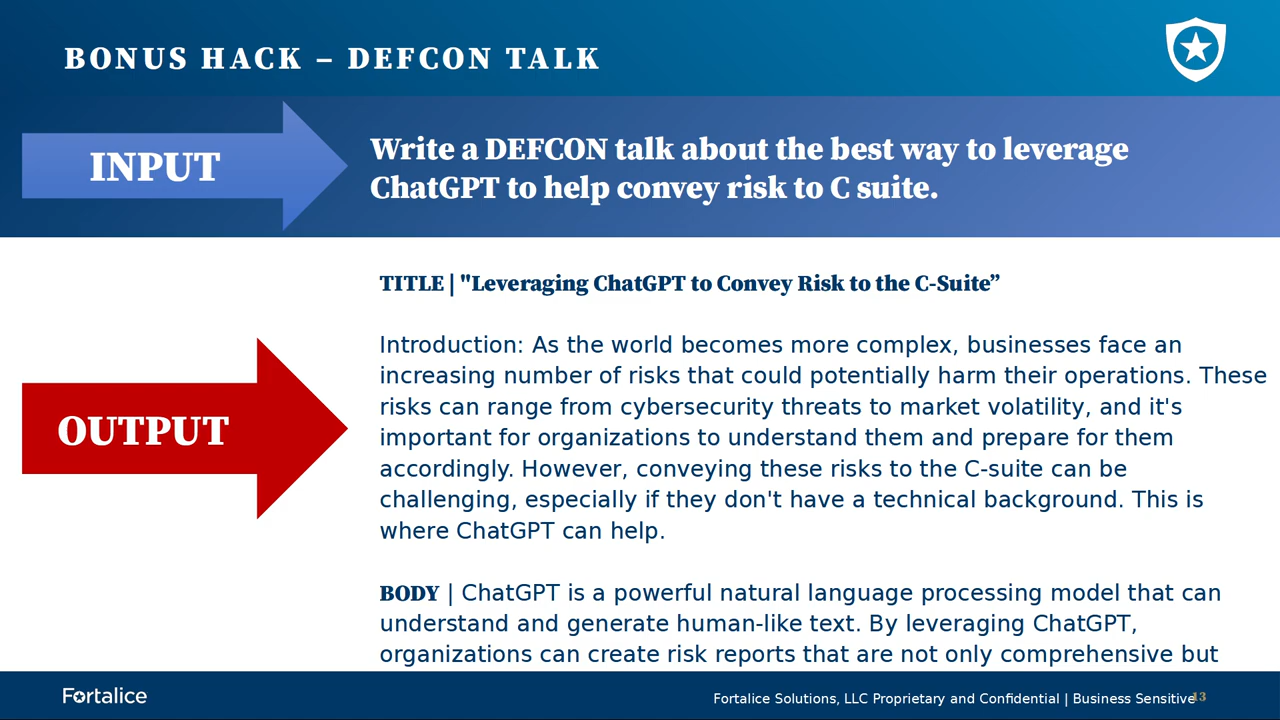 BONUS HACK – DEFCON TALK
INPUT
Write a DEFCON talk about the best way to leverage
ChatGPT to help convey risk to C suite.
TITLE | "Leveraging ChatGPT to Convey Risk to the C-Suite”
Introduction: As the world becomes more complex, businesses face an
increasing number of risks that could potentially harm their operations. These
risks can range from cybersecurity threats to market volatility, and it's
important for organizations to understand them and prepare for them
accordingly. However, conveying these risks to the C-suite can be
challenging, especially if they don't have a technical background. This is
where ChatGPT can help.
OUTPUT
BODY | ChatGPT is a powerful natural language processing model that can
understand and generate human-like text. By leveraging ChatGPT,
organizations can create risk reports that are not only comprehensive but
Fortalice
Fortalice Solutions, LLC Proprietary and Confidential | Business Sensitive
13